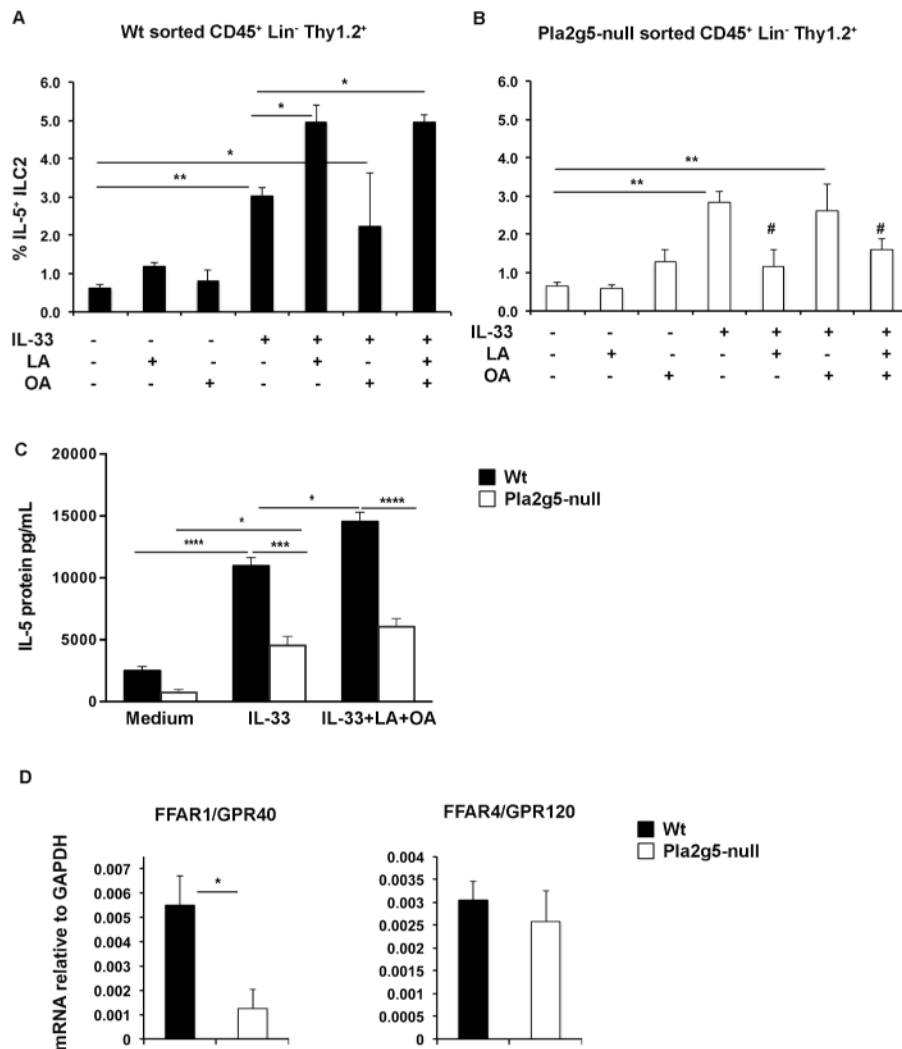 A
Wt sorted CD45⁺ Lin⁻ Thy1.2⁺
% IL-5⁺ ILC2
6.0
5.0
4.0
3.0
2.0
1.0
0.0
**
*
*
*
IL-33 - - - + + + +
LA - + - - + - +
OA - - + - - + +
B
Pla2g5-null sorted CD45⁺ Lin⁻ Thy1.2⁺
6.0
5.0
4.0
3.0
2.0
1.0
0.0
**
**
#
#
IL-33 - - - + + + +
LA - + - - + - +
OA - - + - - + +
C
IL-5 protein pg/mL
20000
15000
10000
5000
0
****
*
***
*
****
Medium IL-33 IL-33+LA+OA
Wt
Pla2g5-null
D
FFAR1/GPR40
mRNA relative to GAPDH
0.007
0.006
0.005
0.004
0.003
0.002
0.001
0
*
FFAR4/GPR120
0.004
0.0035
0.003
0.0025
0.002
0.0015
0.001
0.0005
0
Wt
Pla2g5-null